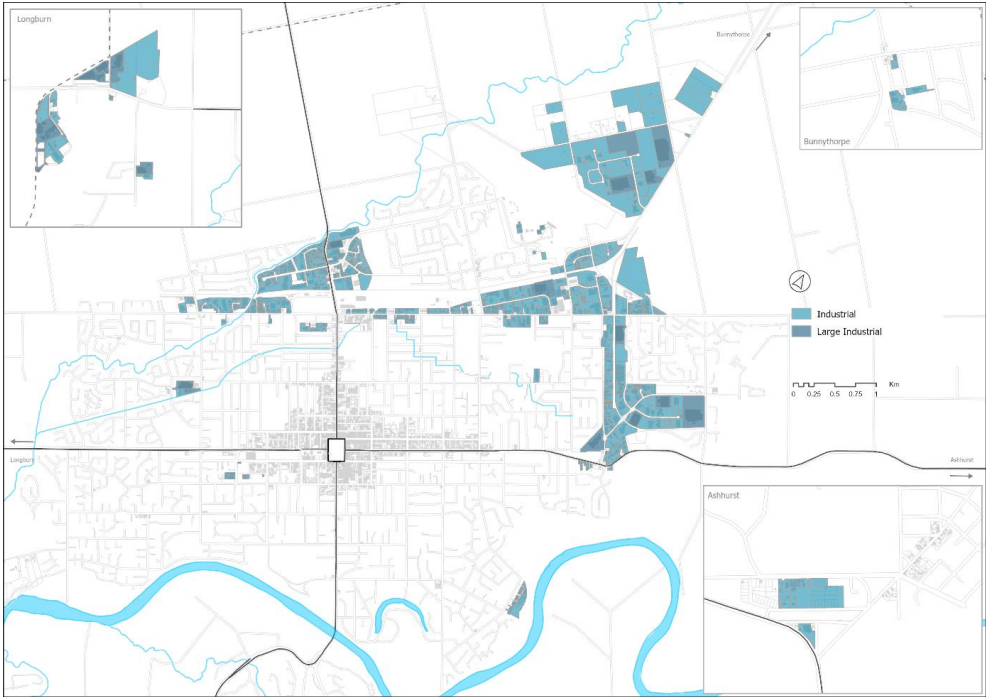 Longburn
Bunnythorpe
Bunnythorpe
Industrial
Large Industrial
Km
0 0.25 0.5 0.75 1
Longburn
Ashhurst
Ashhurst